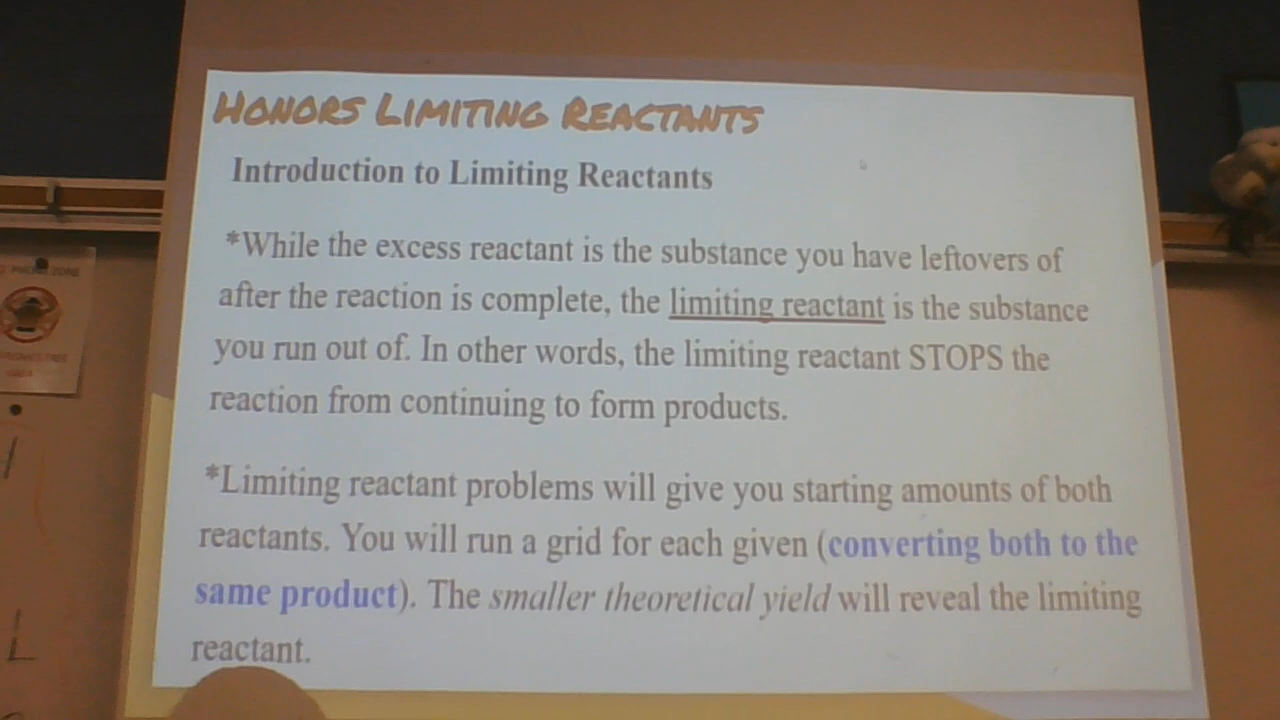 HONORS LIMITING REACTANTS
Introduction to Limiting Reactants
*While the excess reactant is the substance you have leftovers of
after the reaction is complete, the limiting reactant is the substance
you run out of. In other words, the limiting reactant STOPS the
reaction from continuing to form products.
*Limiting reactant problems will give you starting amounts of both
reactants. You will run a grid for each given (converting both to the
same product). The smaller theoretical yield will reveal the limiting
reactant.
PHONE ZONE